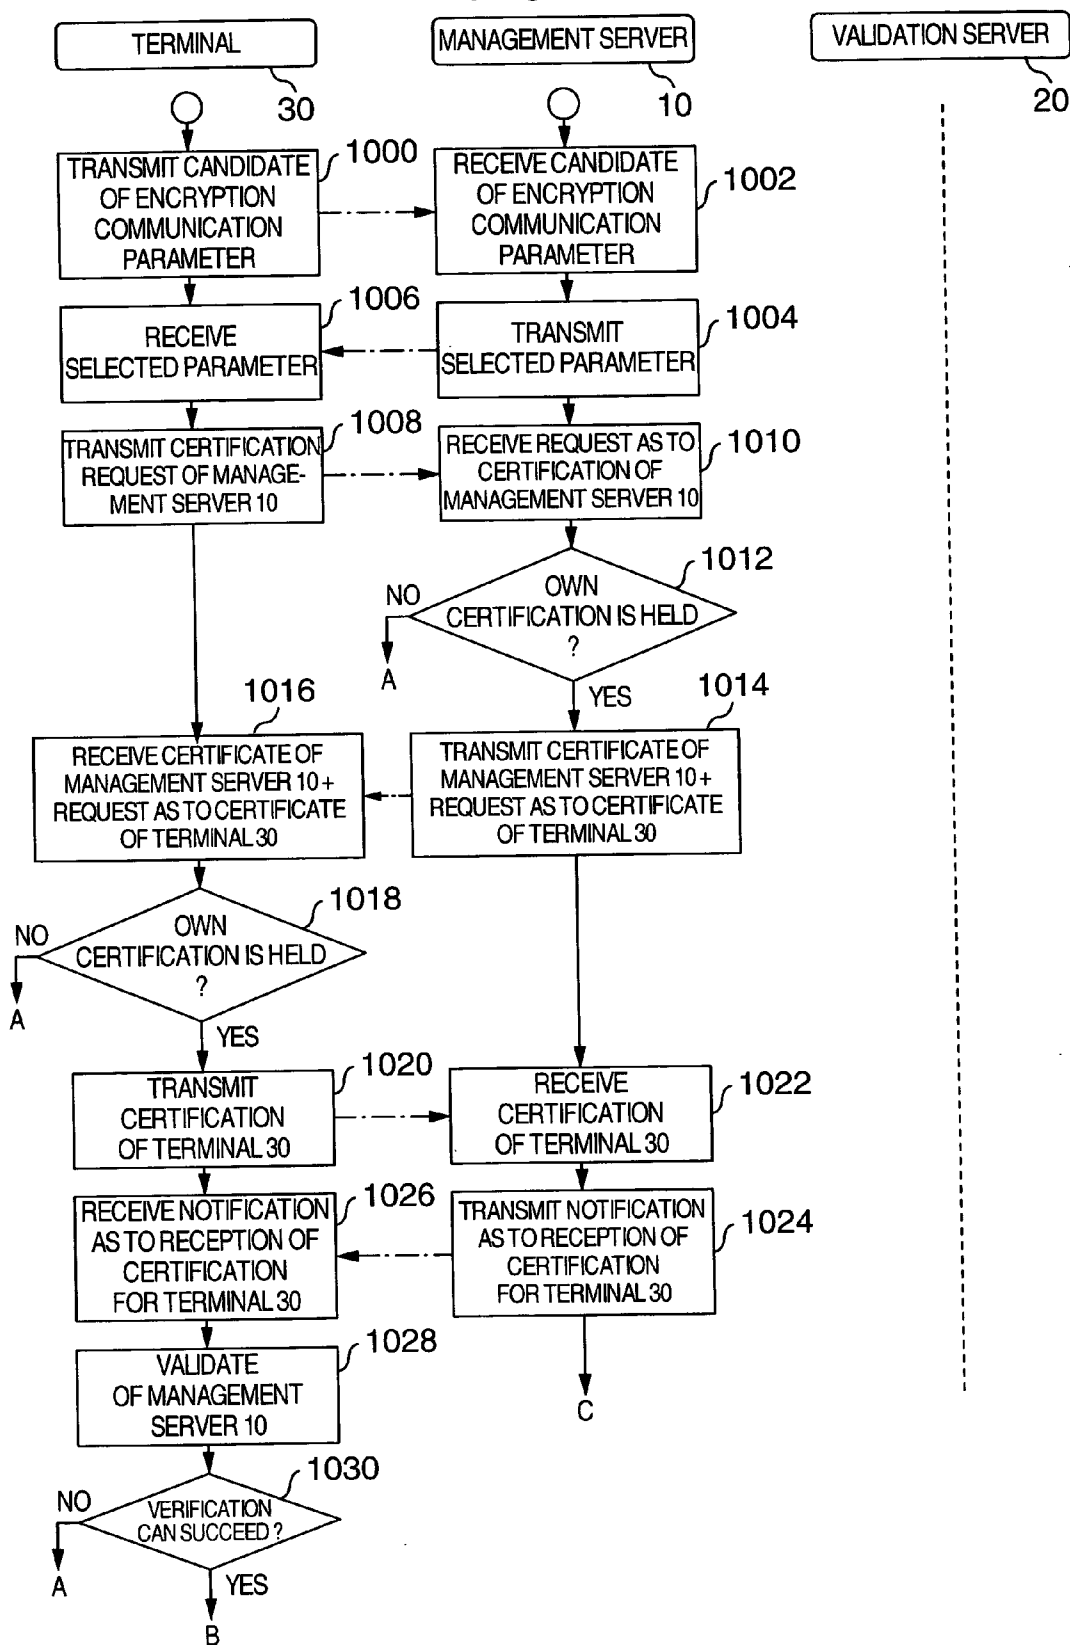 TERMINAL
30
MANAGEMENT SERVER
10
VALIDATION SERVER
20
TRANSMIT CANDIDATE
OF ENCRYPTION
COMMUNICATION
PARAMETER
1000
RECEIVE CANDIDATE
OF ENCRYPTION
COMMUNICATION
PARAMETER
1002
RECEIVE
SELECTED PARAMETER
1006
TRANSMIT
SELECTED PARAMETER
1004
TRANSMIT CERTIFICATION
REQUEST OF MANAGE-
MENT SERVER 10
1008
RECEIVE REQUEST AS TO
CERTIFICATION OF
MANAGEMENT SERVER 10
1010
OWN
CERTIFICATION IS HELD
?
1012
NO
A
YES
1016
RECEIVE CERTIFICATE OF
MANAGEMENT SERVER 10 +
REQUEST AS TO CERTIFICATE
OF TERMINAL 30
1014
TRANSMIT CERTIFICATE OF
MANAGEMENT SERVER 10 +
REQUEST AS TO CERTIFICATE
OF TERMINAL 30
OWN
CERTIFICATION IS HELD
?
1018
NO
A
YES
TRANSMIT
CERTIFICATION
OF TERMINAL 30
1020
RECEIVE
CERTIFICATION
OF TERMINAL 30
1022
RECEIVE NOTIFICATION
AS TO RECEPTION OF
CERTIFICATION
FOR TERMINAL 30
1026
TRANSMIT NOTIFICATION
AS TO RECEPTION OF
CERTIFICATION
FOR TERMINAL 30
1024
VALIDATE
OF MANAGEMENT
SERVER 10
1028
C
VERIFICATION
CAN SUCCEED ?
1030
NO
A
YES
B